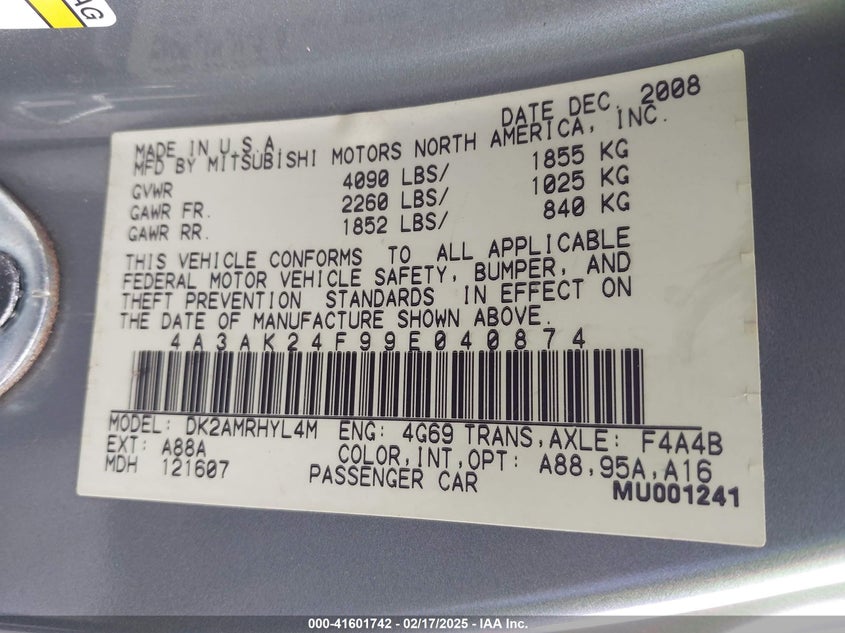 AG
DATE DEC. 2008
MADE IN U.S.A.
MFD BY MITSUBISHI MOTORS NORTH AMERICA, INC.
GVWR 4090 LBS/ 1855 KG
GAWR FR. 2260 LBS/ 1025 KG
GAWR RR. 1852 LBS/ 840 KG
THIS VEHICLE CONFORMS TO ALL APPLICABLE
FEDERAL MOTOR VEHICLE SAFETY, BUMPER, AND
THEFT PREVENTION STANDARDS IN EFFECT ON
THE DATE OF MANUFACTURE SHOWN ABOVE.
4A3AK24F99E040874
MODEL: DK2AMRHYL4M ENG: 4G69 TRANS,AXLE: F4A4B
EXT: A88A COLOR,INT,OPT: A88,95A,A16
MDH 121607 PASSENGER CAR MU001241
000-41601742 - 02/17/2025 - IAA Inc.